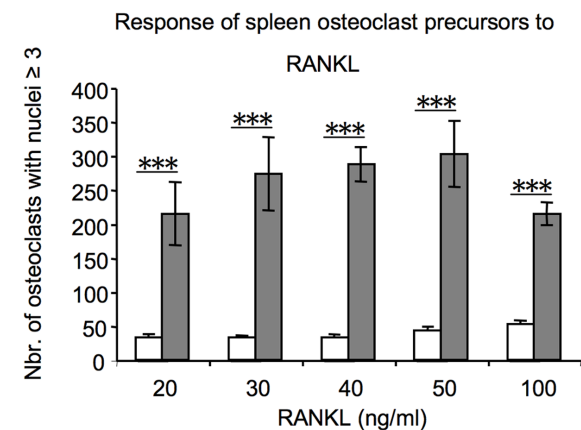 Response of spleen osteoclast precursors to
RANKL
Nbr. of osteoclasts with nuclei ≥ 3
400
350
300
250
200
150
100
50
0
***
***
***
***
***
20 30 40 50 100
RANKL (ng/ml)